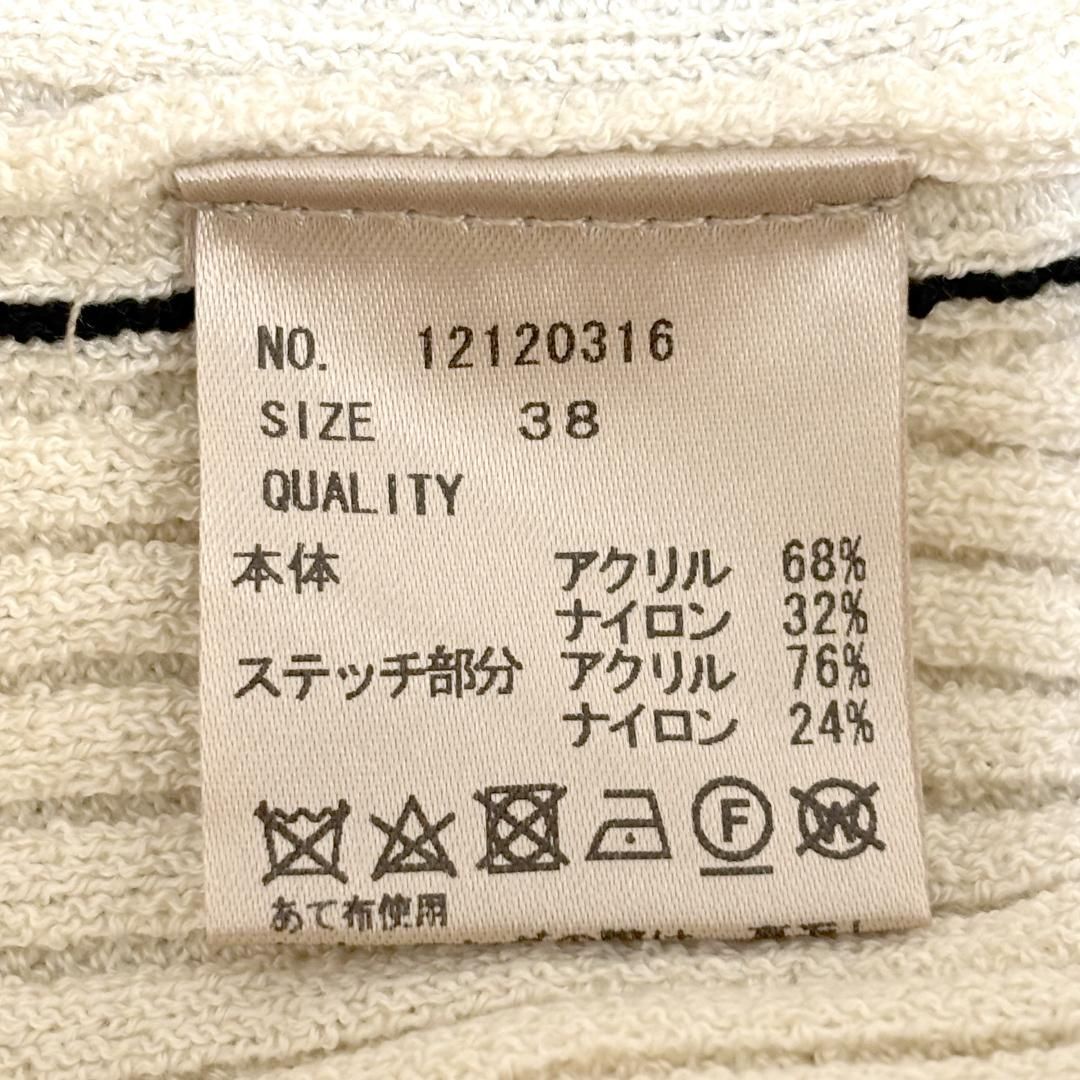 NO. 12120316
SIZE 38
QUALITY
本体 アクリル 68%
ナイロン 32%
ステッチ部分 アクリル 76%
ナイロン 24%
F W
あて布使用